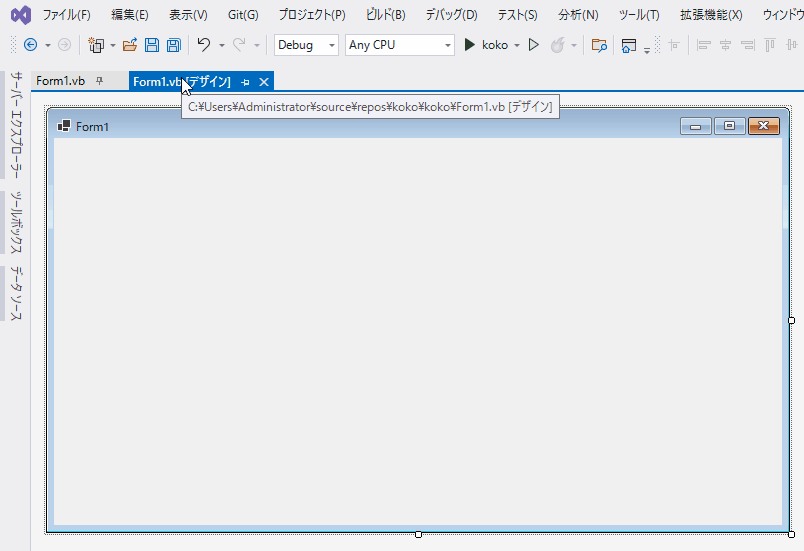 ファイル(F) 編集(E) 表示(V) Git(G) プロジェクト(P) ビルド(B) デバッグ(D) テスト(S) 分析(N) ツール(T) 拡張機能(X) ウィンドウ
Debug Any CPU koko
Form1.vb Form1.vb [デザイン]
C:¥Users¥Administrator¥source¥repos¥koko¥koko¥Form1.vb [デザイン]
Form1
サーバー エクスプローラー
ツールボックス
データ ソース